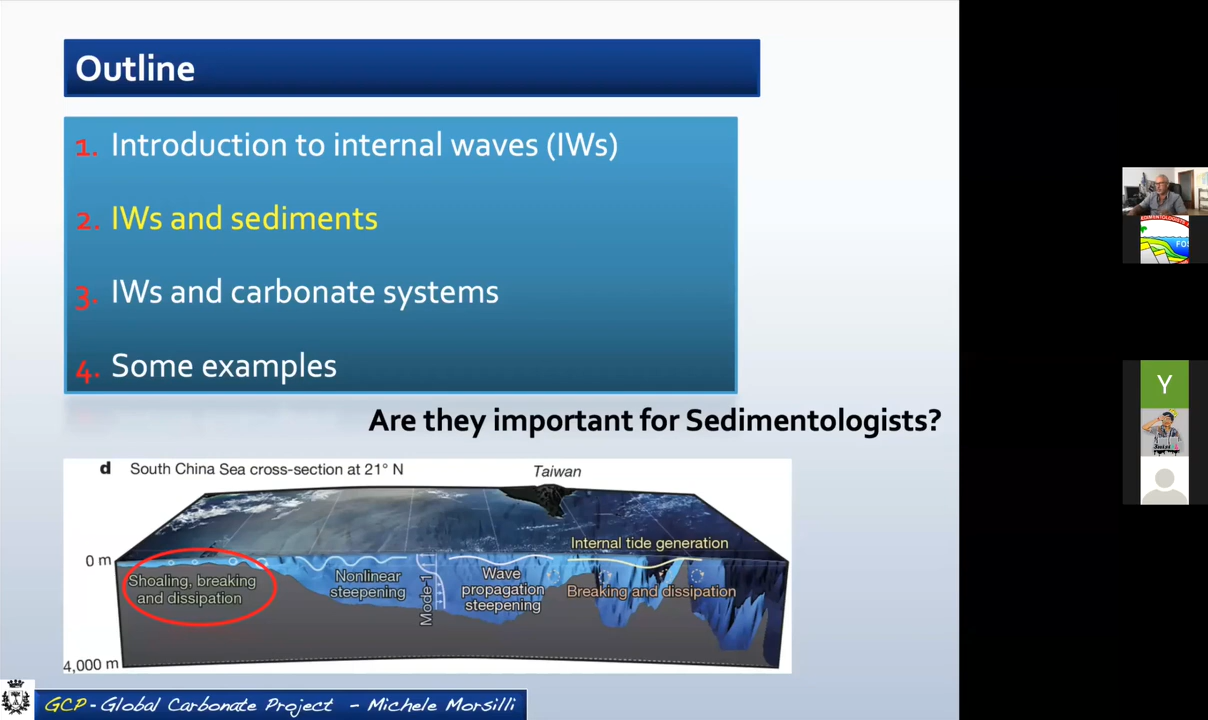 Outline
1. Introduction to internal waves (IWs)
2. IWs and sediments
3. IWs and carbonate systems
4. Some examples
Are they important for Sedimentologists?
d South China Sea cross-section at 21° N
Taiwan
Internal tide generation
0 m
Shoaling, breaking
and dissipation
Nonlinear
steepening
Mode-1
Wave
propagation
steepening
Breaking and dissipation
4,000 m
GCP - Global Carbonate Project - Michele Morsilli
Y